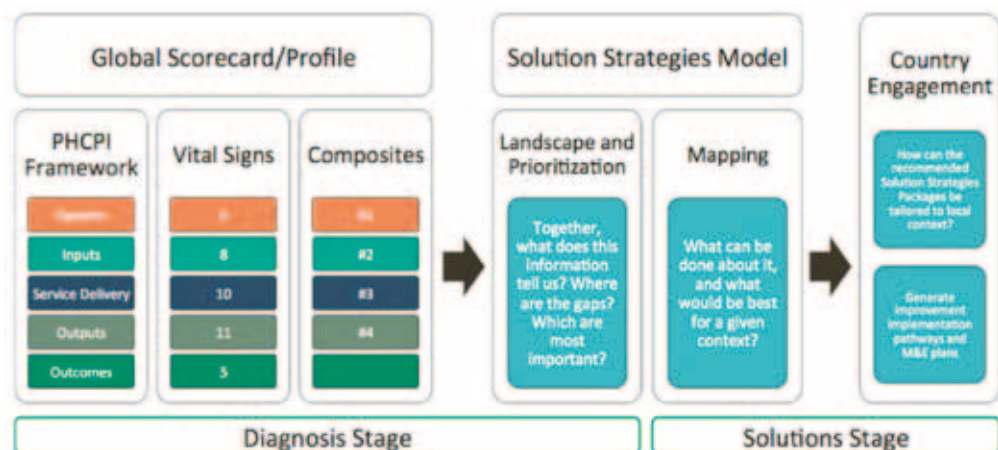 Global Scorecard/Profile
Solution Strategies Model
Country
Engagement
PHCPI
Framework
Vital Signs
Composites
Landscape and
Prioritization
Mapping
Inputs
8
#2
Service Delivery
10
#3
Outputs
11
#4
Outcomes
5
Together,
what does this
information
tell us? Where
are the gaps?
Which are
most
important?
What can be
done about it,
and what
would be best
for a given
context?
How can the
recommended
Solution Strategies
Packages be
tailored to local
context?
Generate
improvement
implementation
pathways and
M&E plans
Diagnosis Stage
Solutions Stage